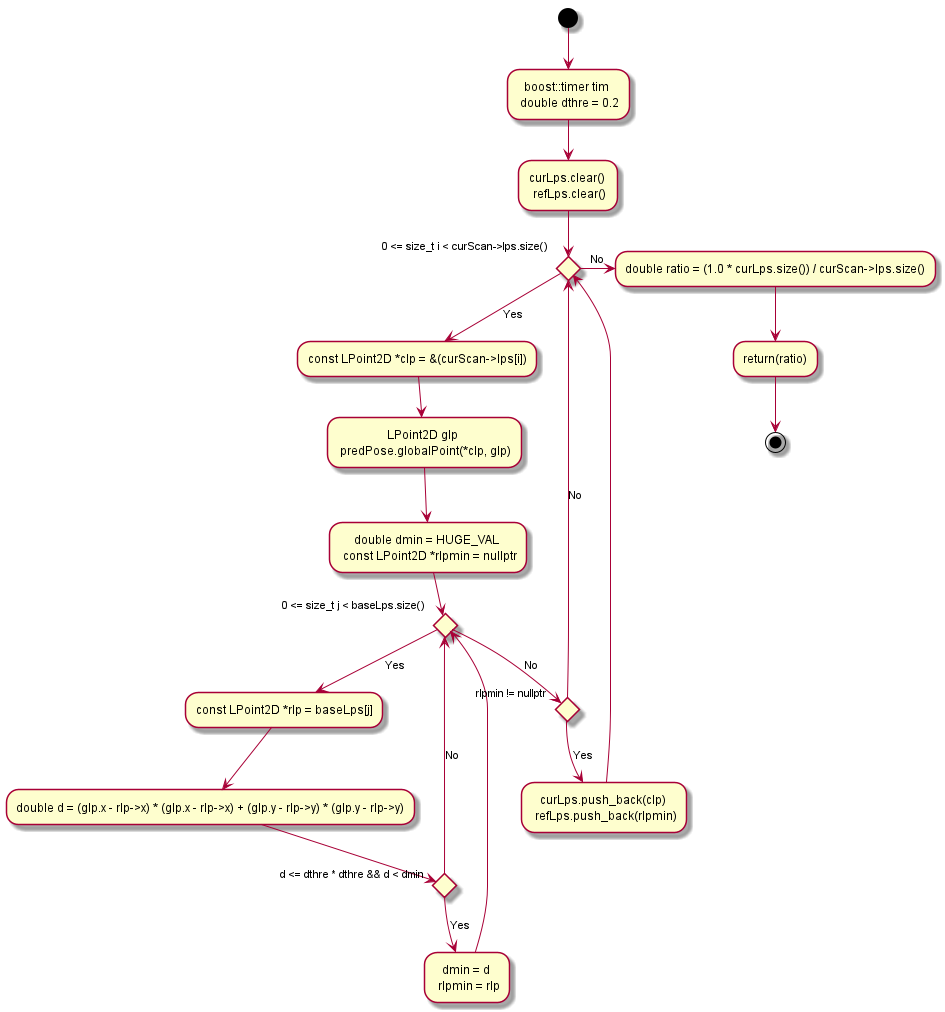 boost::timer tim
double dthre = 0.2
curLps.clear()
refLps.clear()
0 <= size_t i < curScan->lps.size()
No
double ratio = (1.0 * curLps.size()) / curScan->lps.size()
Yes
const LPoint2D *clp = &(curScan->lps[i])
return(ratio)
LPoint2D glp
predPose.globalPoint(*clp, glp)
No
double dmin = HUGE_VAL
const LPoint2D *rlpmin = nullptr
0 <= size_t j < baseLps.size()
Yes
No
rlpmin != nullptr
const LPoint2D *rlp = baseLps[j]
No
Yes
double d = (glp.x - rlp->x) * (glp.x - rlp->x) + (glp.y - rlp->y) * (glp.y - rlp->y)
curLps.push_back(clp)
refLps.push_back(rlpmin)
d <= dthre * dthre && d < dmin
Yes
dmin = d
rlpmin = rlp